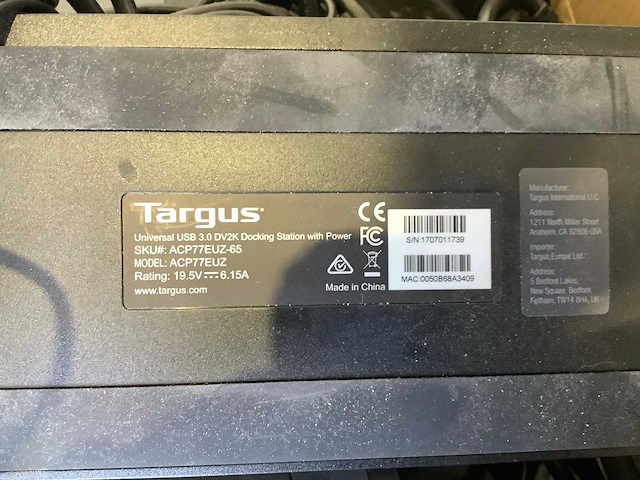 Targus
Universal USB 3.0 DV2K Docking Station with Power
SKU#: ACP77EUZ-65
MODEL: ACP77EUZ
Rating: 19.5V⎓6.15A
www.targus.com
CE
FC
Made in China
S/N:1707011739
MAC:0050B68A3409
Manufacturer:
Targus International LLC.
Address:
1211 North Miller Street
Anaheim, CA 92806-USA
Importer:
Targus Europe Ltd.
Address:
5 Bedfont Lakes,
New Square, Bedfont,
Feltham, TW14 8HA, UK